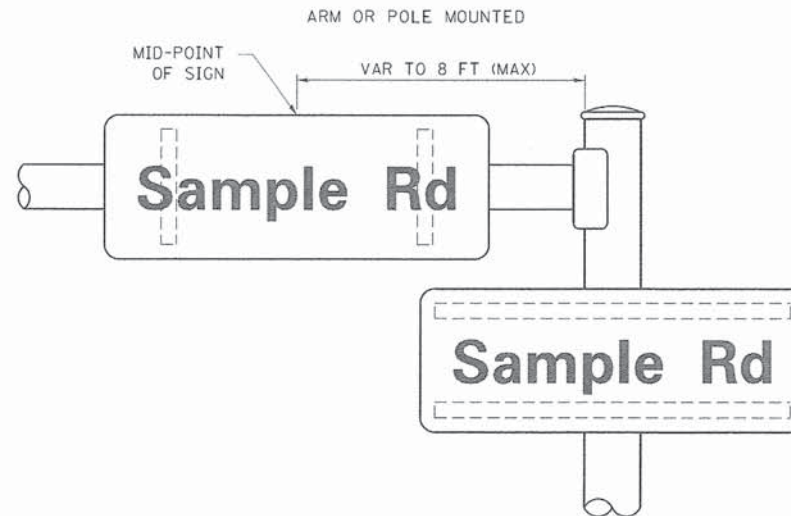 ARM OR POLE MOUNTED
MID-POINT
OF SIGN
VAR TO 8 FT (MAX)
Sample Rd
Sample Rd